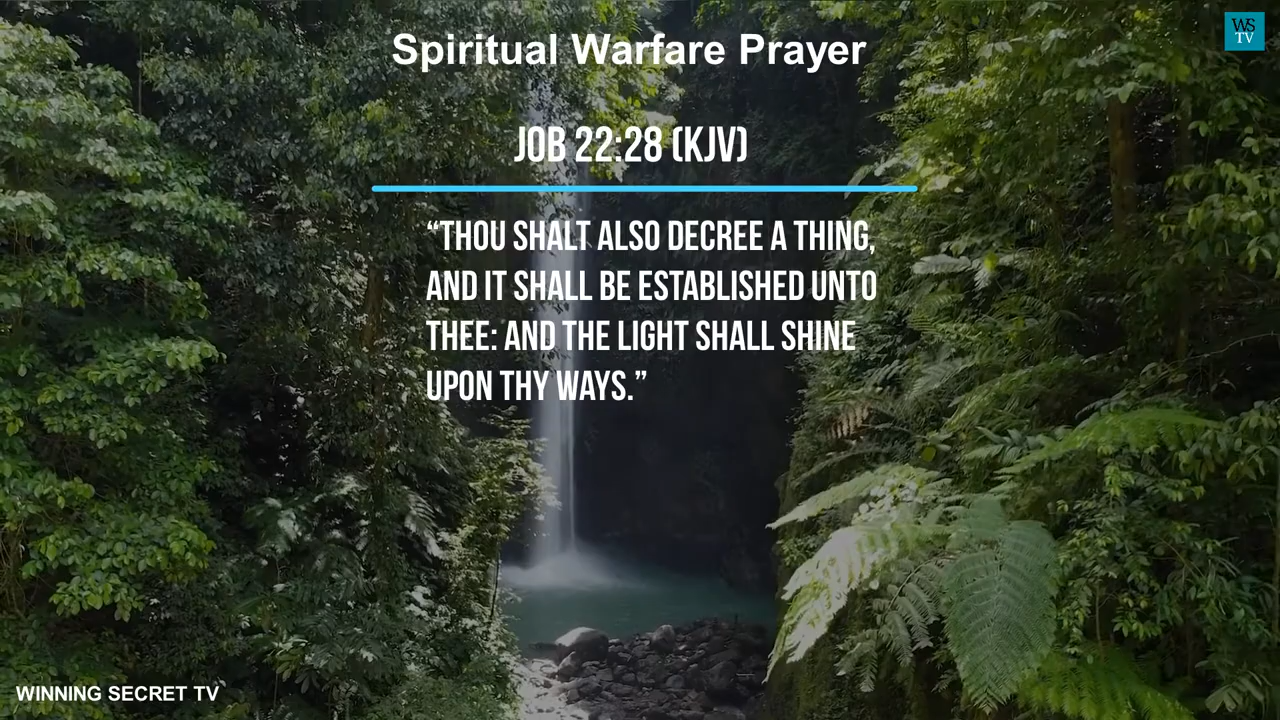 WS
TV
Spiritual Warfare Prayer
JOB 22:28 (KJV)
“THOU SHALT ALSO DECREE A THING,
AND IT SHALL BE ESTABLISHED UNTO
THEE: AND THE LIGHT SHALL SHINE
UPON THY WAYS.”
WINNING SECRET TV